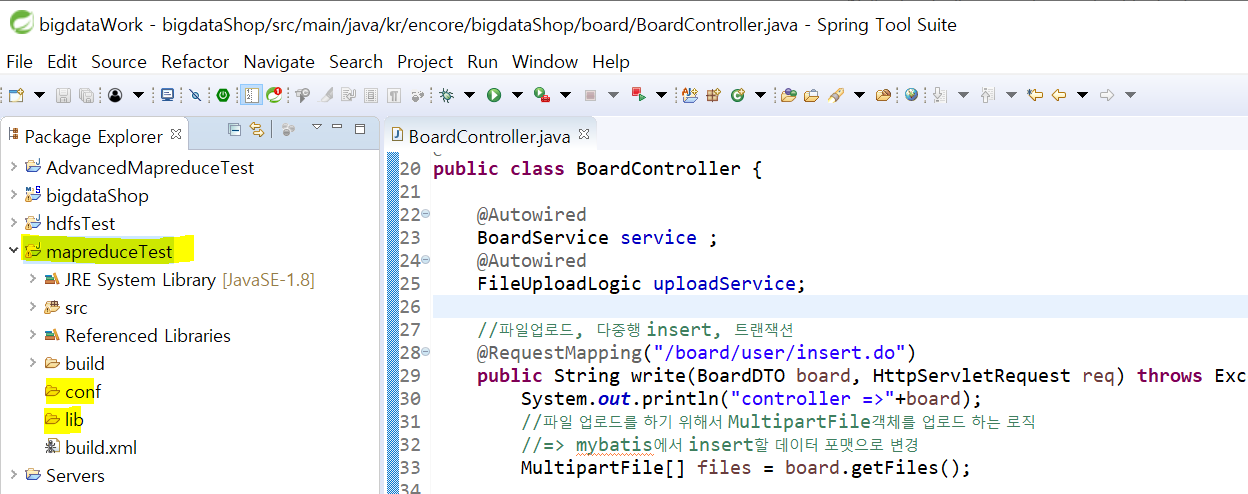 bigdataWork - bigdataShop/src/main/java/kr/encore/bigdataShop/board/BoardController.java - Spring Tool Suite
File Edit Source Refactor Navigate Search Project Run Window Help
Package Explorer
AdvancedMapreduceTest
bigdataShop
hdfsTest
mapreduceTest
JRE System Library [JavaSE-1.8]
src
Referenced Libraries
build
conf
lib
build.xml
Servers
BoardController.java
20 public class BoardController {
21
22 @Autowired
23 BoardService service ;
24 @Autowired
25 FileUploadLogic uploadService;
26
27 //파일업로드, 다중행 insert, 트랜잭션
28 @RequestMapping("/board/user/insert.do")
29 public String write(BoardDTO board, HttpServletRequest req) throws Exc
30 System.out.println("controller =>"+board);
31 //파일 업로드를 하기 위해서 MultipartFile객체를 업로드 하는 로직
32 //=> mybatis에서 insert할 데이터 포맷으로 변경
33 MultipartFile[] files = board.getFiles();
34